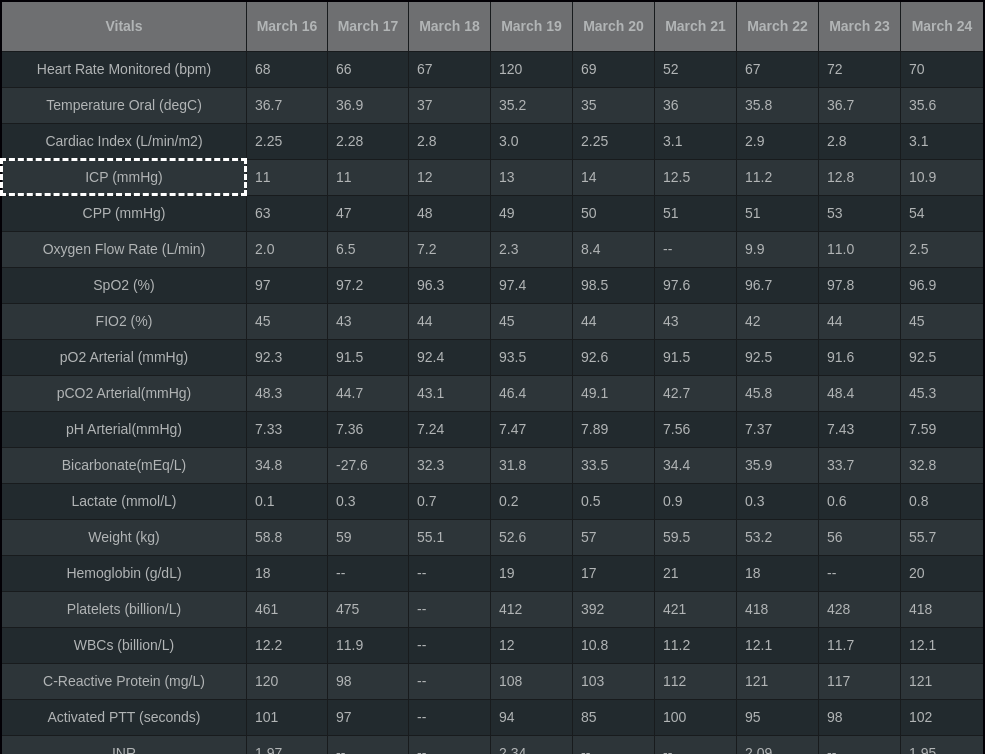 Vitals March 16 March 17 March 18 March 19 March 20 March 21 March 22 March 23 March 24
Heart Rate Monitored (bpm) 68 66 67 120 69 52 67 72 70
Temperature Oral (degC) 36.7 36.9 37 35.2 35 36 35.8 36.7 35.6
Cardiac Index (L/min/m2) 2.25 2.28 2.8 3.0 2.25 3.1 2.9 2.8 3.1
ICP (mmHg) 11 11 12 13 14 12.5 11.2 12.8 10.9
CPP (mmHg) 63 47 48 49 50 51 51 53 54
Oxygen Flow Rate (L/min) 2.0 6.5 7.2 2.3 8.4 -- 9.9 11.0 2.5
SpO2 (%) 97 97.2 96.3 97.4 98.5 97.6 96.7 97.8 96.9
FIO2 (%) 45 43 44 45 44 43 42 44 45
pO2 Arterial (mmHg) 92.3 91.5 92.4 93.5 92.6 91.5 92.5 91.6 92.5
pCO2 Arterial(mmHg) 48.3 44.7 43.1 46.4 49.1 42.7 45.8 48.4 45.3
pH Arterial(mmHg) 7.33 7.36 7.24 7.47 7.89 7.56 7.37 7.43 7.59
Bicarbonate(mEq/L) 34.8 -27.6 32.3 31.8 33.5 34.4 35.9 33.7 32.8
Lactate (mmol/L) 0.1 0.3 0.7 0.2 0.5 0.9 0.3 0.6 0.8
Weight (kg) 58.8 59 55.1 52.6 57 59.5 53.2 56 55.7
Hemoglobin (g/dL) 18 -- -- 19 17 21 18 -- 20
Platelets (billion/L) 461 475 -- 412 392 421 418 428 418
WBCs (billion/L) 12.2 11.9 -- 12 10.8 11.2 12.1 11.7 12.1
C-Reactive Protein (mg/L) 120 98 -- 108 103 112 121 117 121
Activated PTT (seconds) 101 97 -- 94 85 100 95 98 102
INR 1.97 -- -- 2.34 -- -- 2.09 -- 1.95